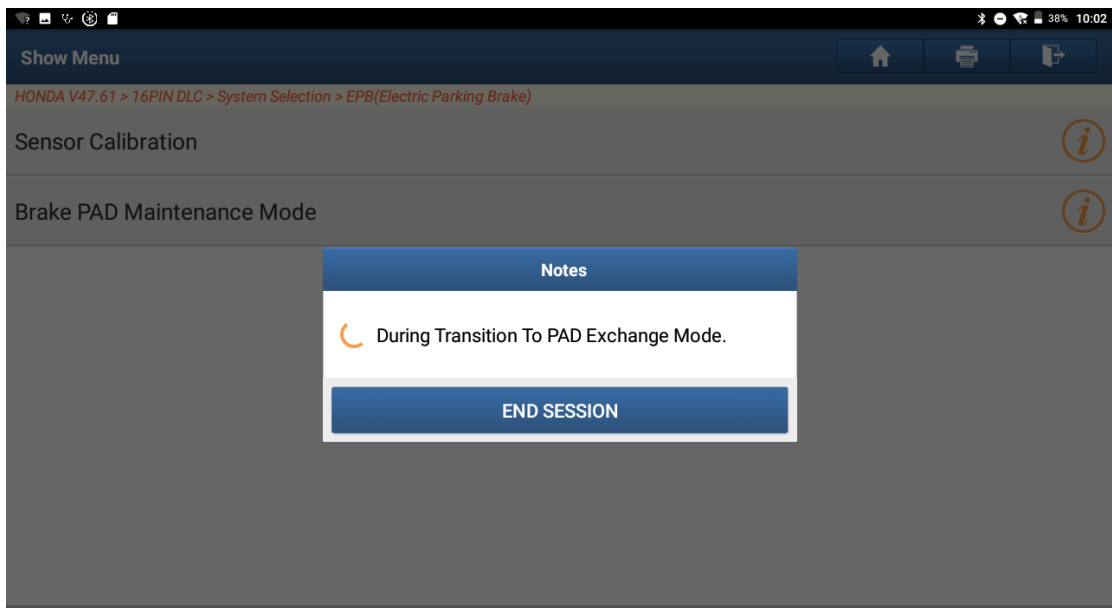 38% 10:02
Show Menu
HONDA V47.61 > 16PIN DLC > System Selection > EPB(Electric Parking Brake)
Sensor Calibration
i
Brake PAD Maintenance Mode
i
Notes
During Transition To PAD Exchange Mode.
END SESSION